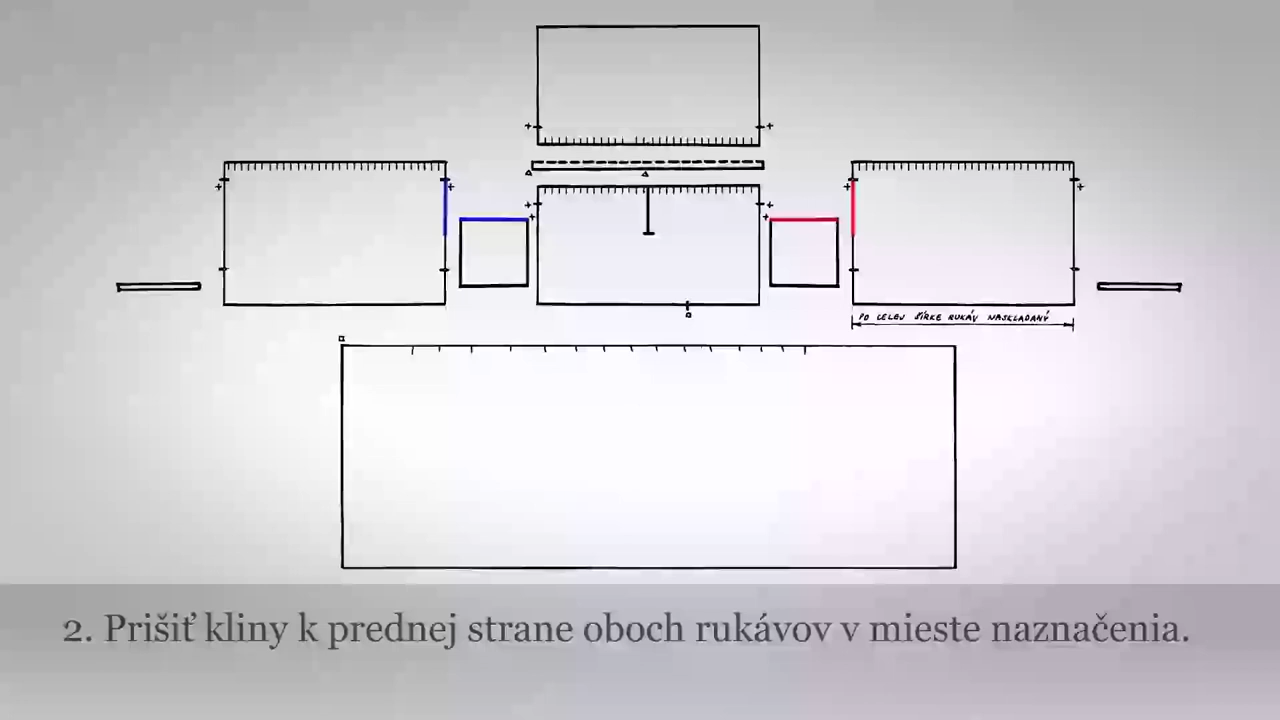 PO CELEJ ŠÍRKE RUKÁV NASKLADANÝ
2. Prišiť kliny k prednej strane oboch rukávov v mieste naznačenia.